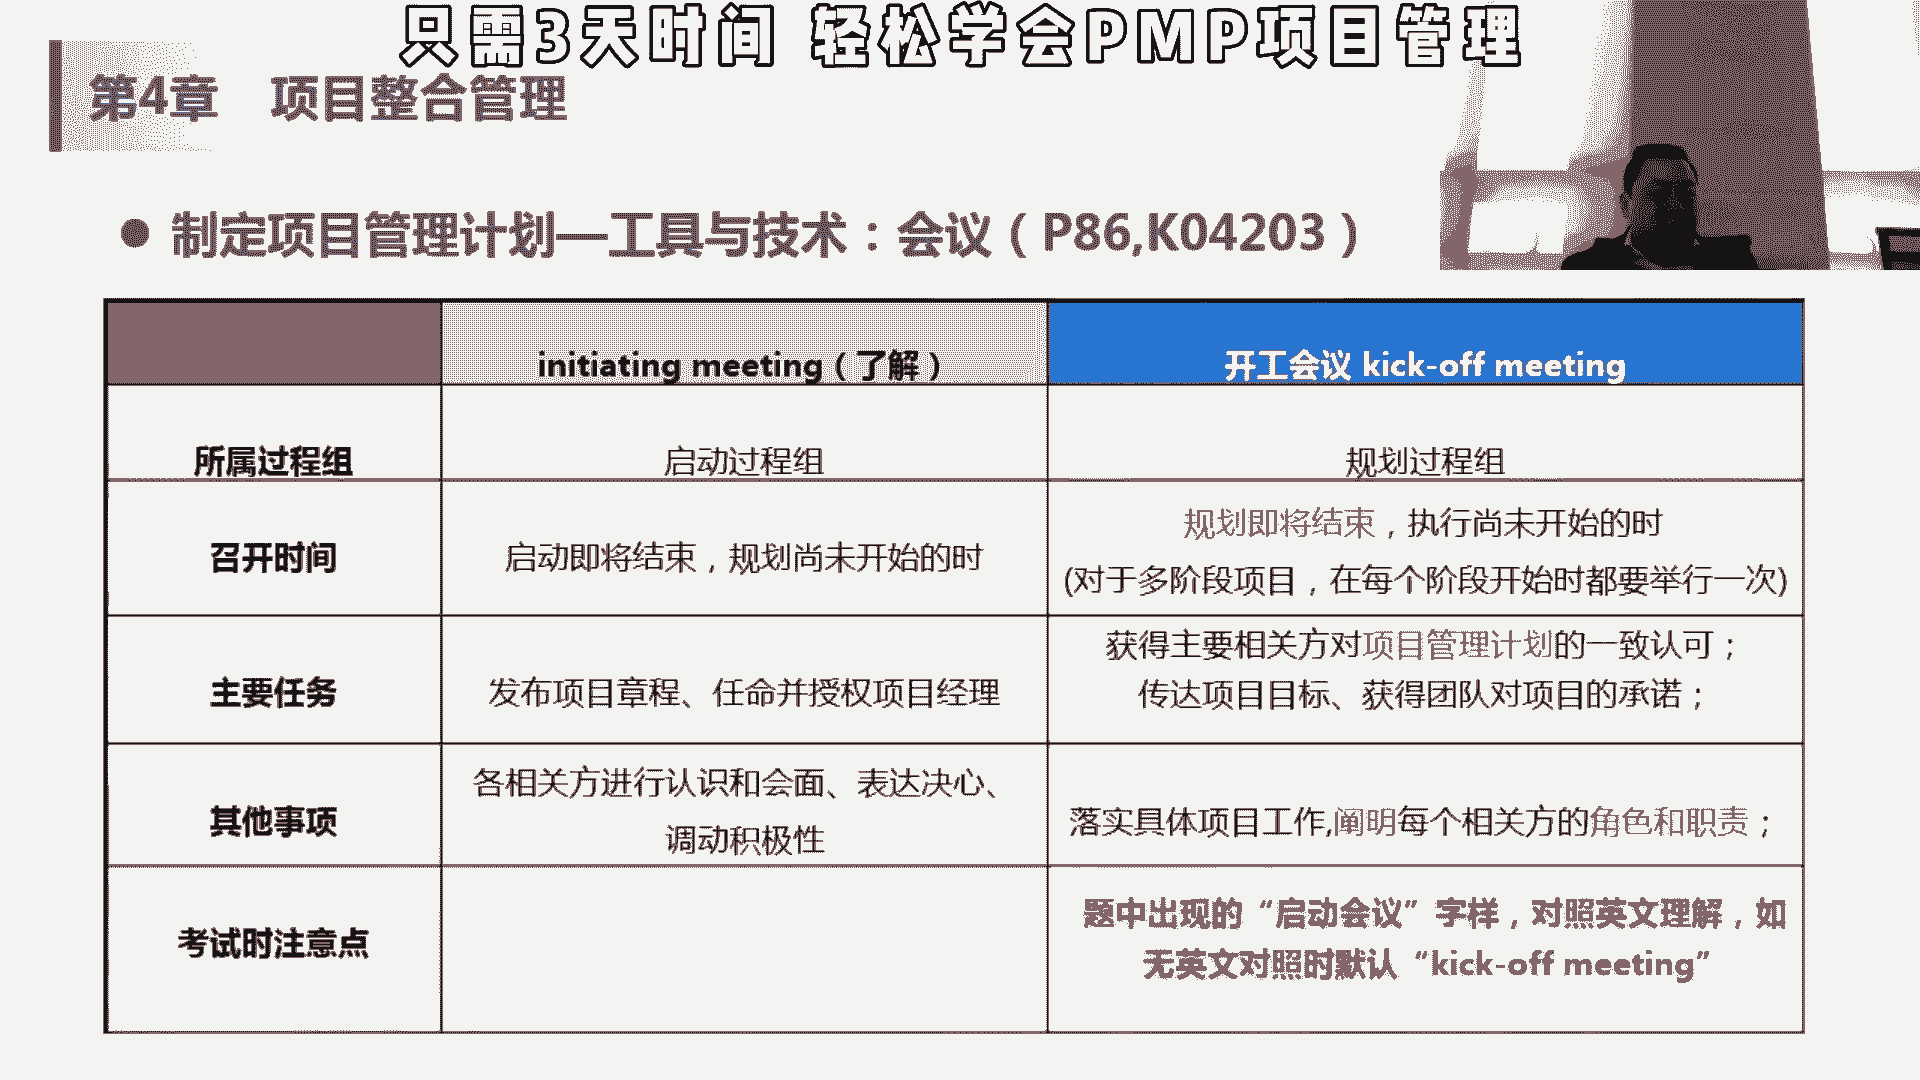 只需3天时间 轻松学会PMP项目管理
第4章 项目整合管理
● 制定项目管理计划—工具与技术：会议（P86,K04203）
initiating meeting（了解）
开工会议 kick-off meeting
所属过程组
启动过程组
规划过程组
召开时间
启动即将结束，规划尚未开始的时
规划即将结束，执行尚未开始的时
(对于多阶段项目，在每个阶段开始时都要举行一次)
主要任务
发布项目章程、任命并授权项目经理
获得主要相关方对项目管理计划的一致认可；
传达项目目标、获得团队对项目的承诺；
其他事项
各相关方进行认识和会面、表达决心、
调动积极性
落实具体项目工作,阐明每个相关方的角色和职责；
考试时注意点
题中出现的“启动会议”字样，对照英文理解，如
无英文对照时默认“kick-off meeting”